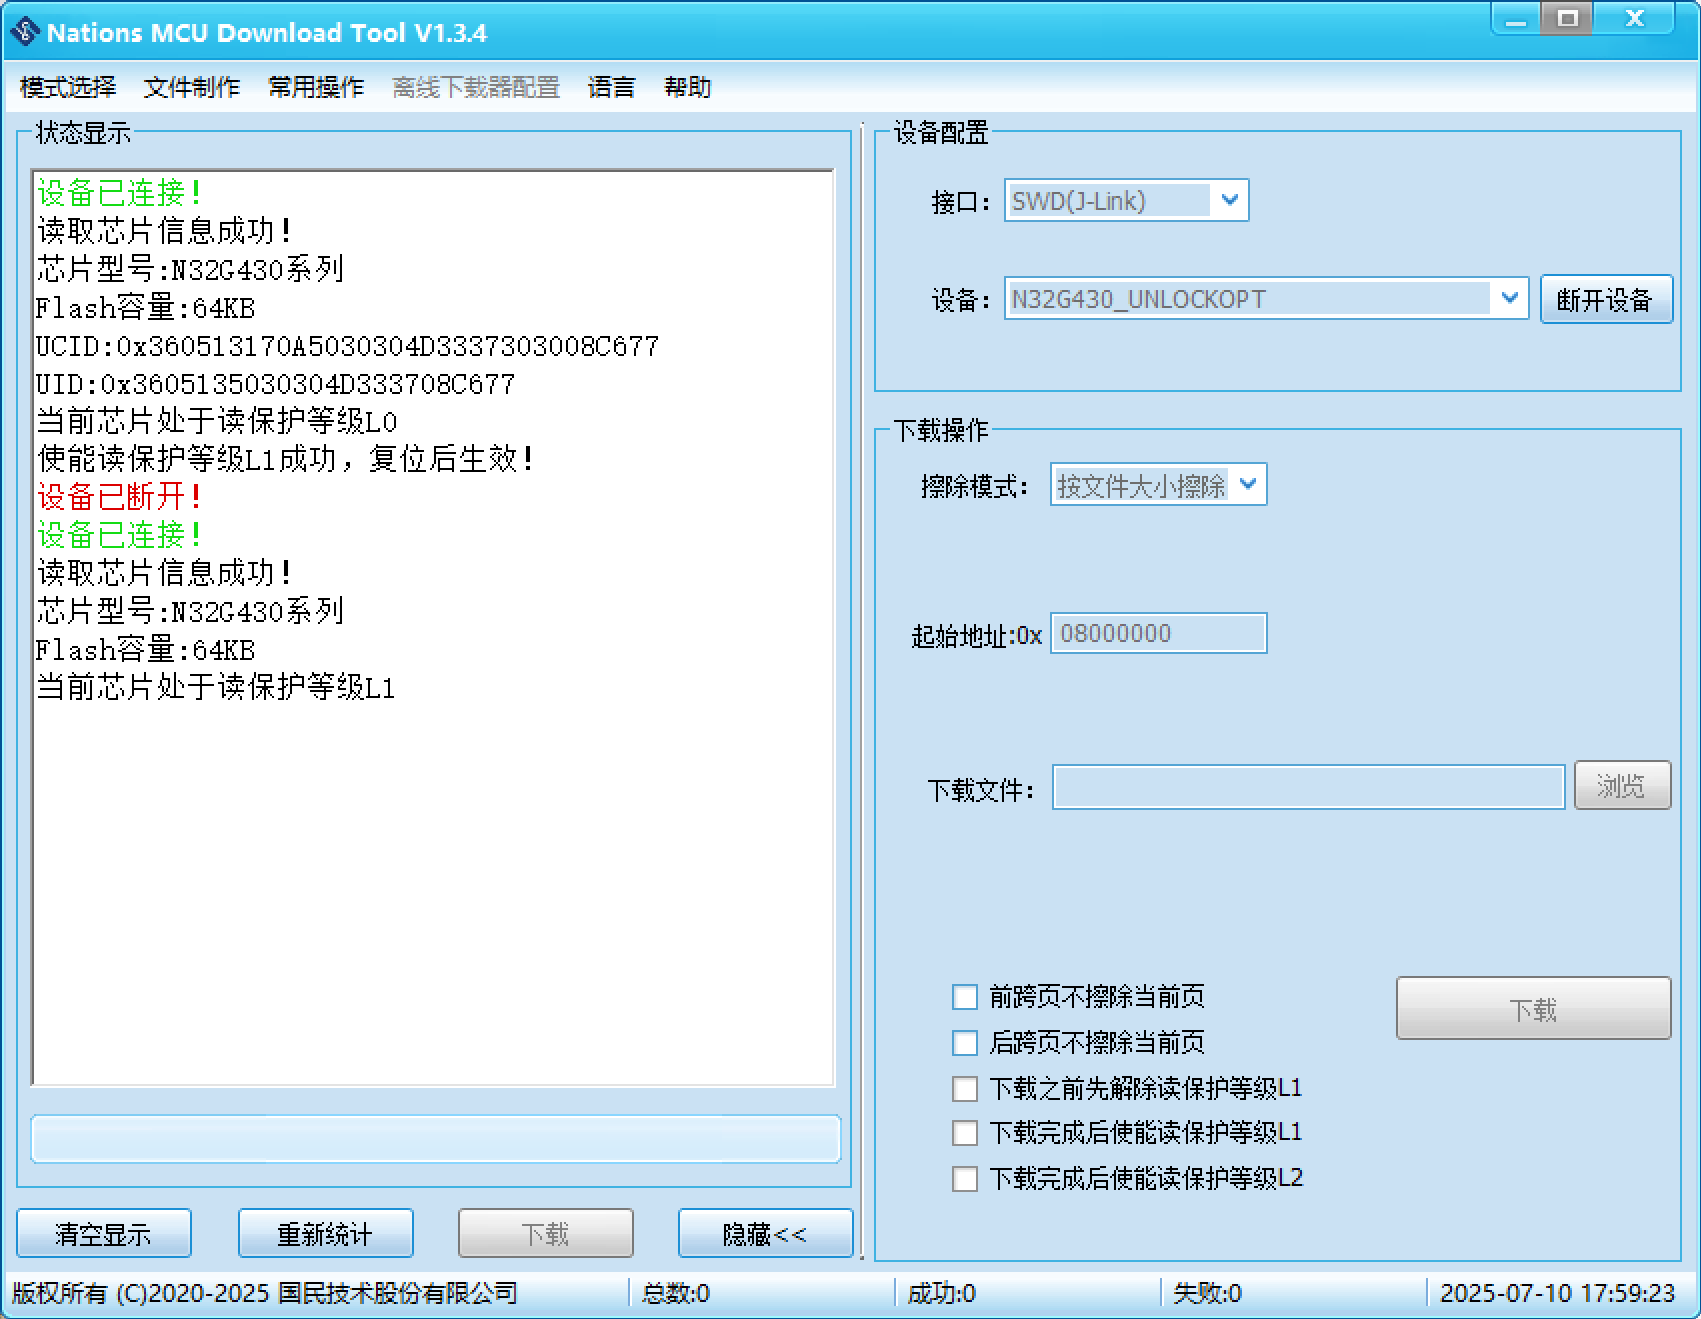 Nations MCU Download Tool V1.3.4
模式选择 文件制作 常用操作 离线下载器配置 语言 帮助
状态显示
设备已连接!
读取芯片信息成功!
芯片型号:N32G430系列
Flash容量:64KB
UCID:0x360513170A5030304D3337303008C677
UID:0x3605135030304D333708C677
当前芯片处于读保护等级L0
使能读保护等级L1成功，复位后生效!
设备已断开!
设备已连接!
读取芯片信息成功!
芯片型号:N32G430系列
Flash容量:64KB
当前芯片处于读保护等级L1
清空显示 重新统计 下载 隐藏<<
设备配置
接口: SWD(J-Link)
设备: N32G430_UNLOCKOPT 断开设备
下载操作
擦除模式: 按文件大小擦除
起始地址:0x 08000000
下载文件: 浏览
前跨页不擦除当前页
后跨页不擦除当前页
下载之前先解除读保护等级L1
下载完成后使能读保护等级L1
下载完成后使能读保护等级L2
下载
版权所有 (C)2020-2025 国民技术股份有限公司 总数:0 成功:0 失败:0 2025-07-10 17:59:23